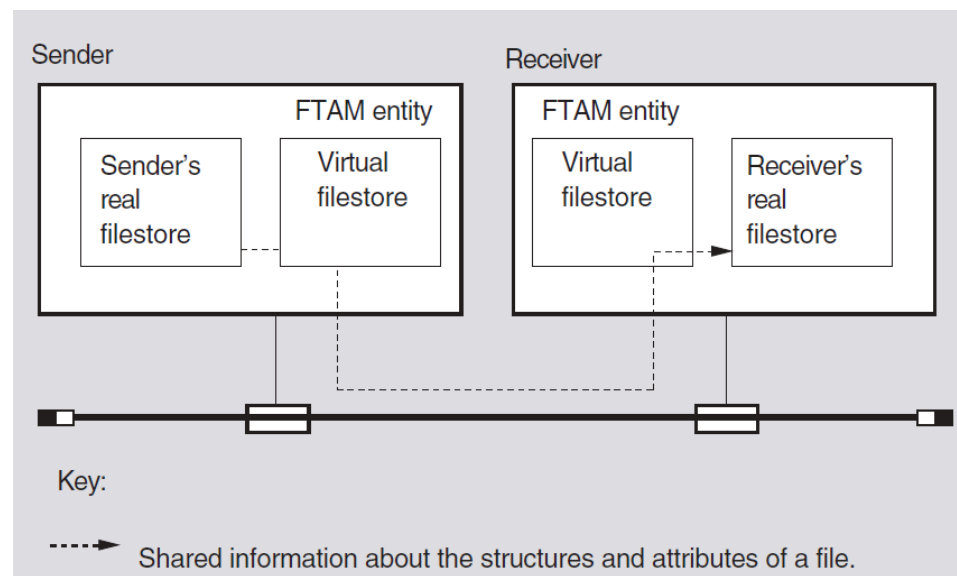 Sender
Receiver
FTAM entity
Sender's
real
filestore
Virtual
filestore
FTAM entity
Virtual
filestore
Receiver's
real
filestore
Key:
Shared information about the structures and attributes of a file.